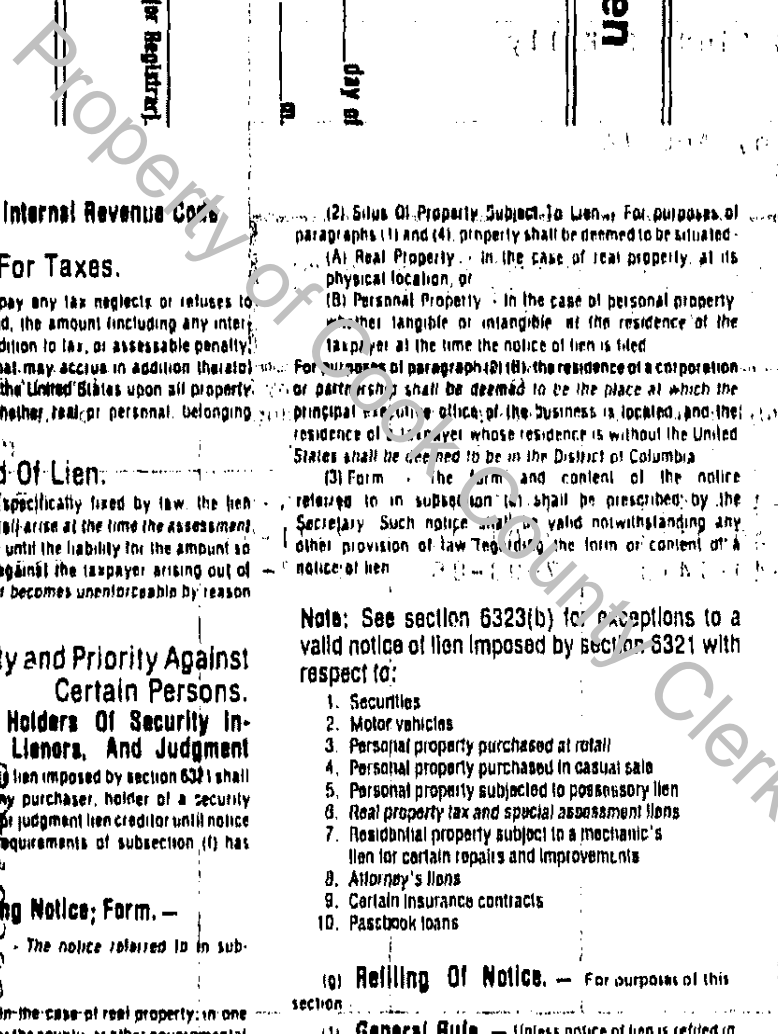 en
for Registrar).
day of
m.
Internal Revenue Code
For Taxes.
pay any tax neglects or refuses to
d, the amount (including any inter-
dition to tax, or assessable penalty,
at may accrue in addition thereto)
the United States upon all property
hether real or personal, belonging
d Of Lien.
specifically fixed by law, the lien
all arise at the time the assessment
until the liability for the amount so
against the taxpayer arising out of
t becomes unenforceable by reason
ty and Priority Against
Certain Persons.
Holders Of Security In-
Lienors, And Judgment
lien imposed by section 6321 shall
ny purchaser, holder of a security
or judgment lien creditor until notice
equirements of subsection (f) has
ng Notice; Form. —
- The notice referred to in sub-
in the case of real property, in one
(2) Situs Of Property Subject To Lien - For purposes of
paragraphs (1) and (4), property shall be deemed to be situated -
(A) Real Property - In the case of real property, at its
physical location, or
(B) Personal Property - In the case of personal property
whether tangible or intangible at the residence of the
taxpayer at the time the notice of lien is filed
For purposes of paragraph (2) (B), the residence of a corporation
or partnership shall be deemed to be the place at which the
principal executive office of the business is located, and the
residence of a taxpayer whose residence is without the United
States shall be deemed to be in the District of Columbia
(3) Form - The form and content of the notice
referred to in subsection (a) shall be prescribed by the
Secretary Such notice shall be valid notwithstanding any
other provision of law regarding the form or content of a
notice of lien
Note: See section 6323(b) for exceptions to a
valid notice of lien imposed by section 6321 with
respect to:
1. Securities
2. Motor vehicles
3. Personal property purchased at retail
4. Personal property purchased in casual sale
5. Personal property subjected to possessory lien
6. Real property tax and special assessment liens
7. Residential property subject to a mechanic's
lien for certain repairs and improvements
8. Attorney's liens
9. Certain insurance contracts
10. Passbook loans
(g) Refiling Of Notice. — For purposes of this
section
(1) General Rule. — Unless notice of lien is refiled in
Property of Cook County Clerk